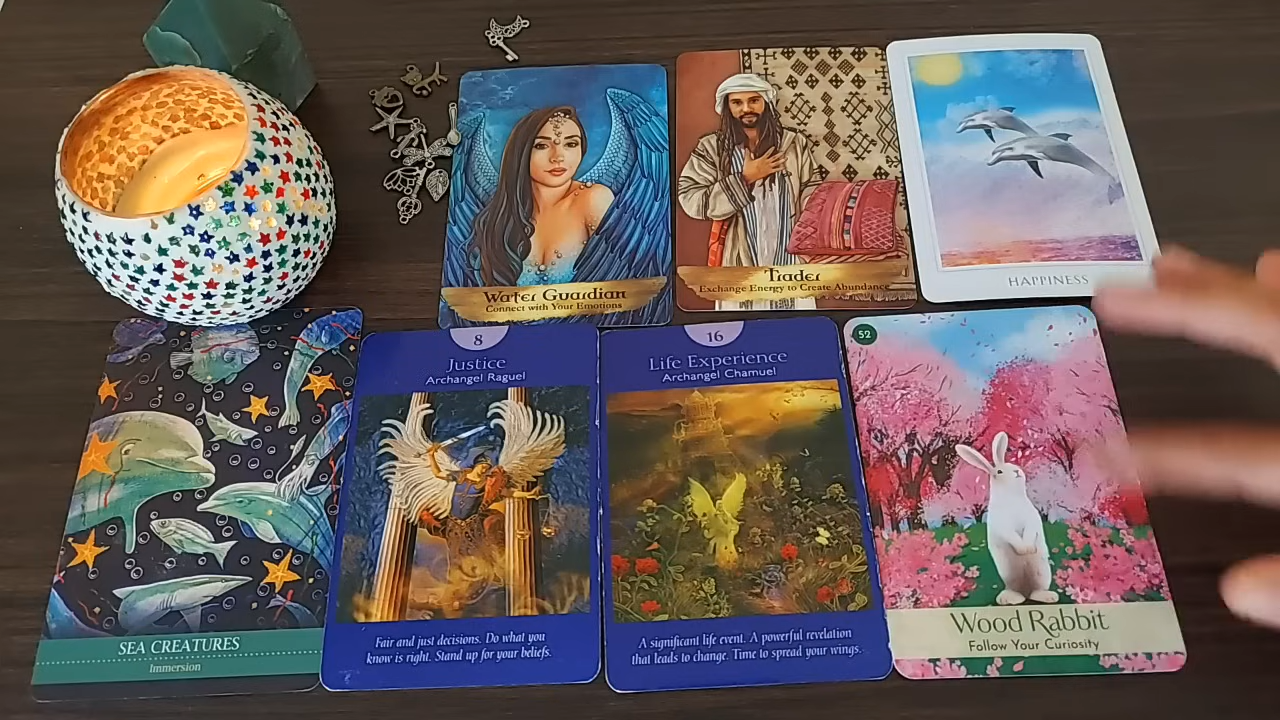 Water Guardian
Connect with Your Emotions
Trader
Exchange Energy to Create Abundance
HAPPINESS
SEA CREATURES
Immersion
8
Justice
Archangel Raguel
Fair and just decisions. Do what you
know is right. Stand up for your beliefs.
16
Life Experience
Archangel Chamuel
A significant life event. A powerful revelation
that leads to change. Time to spread your wings.
52
Wood Rabbit
Follow Your Curiosity